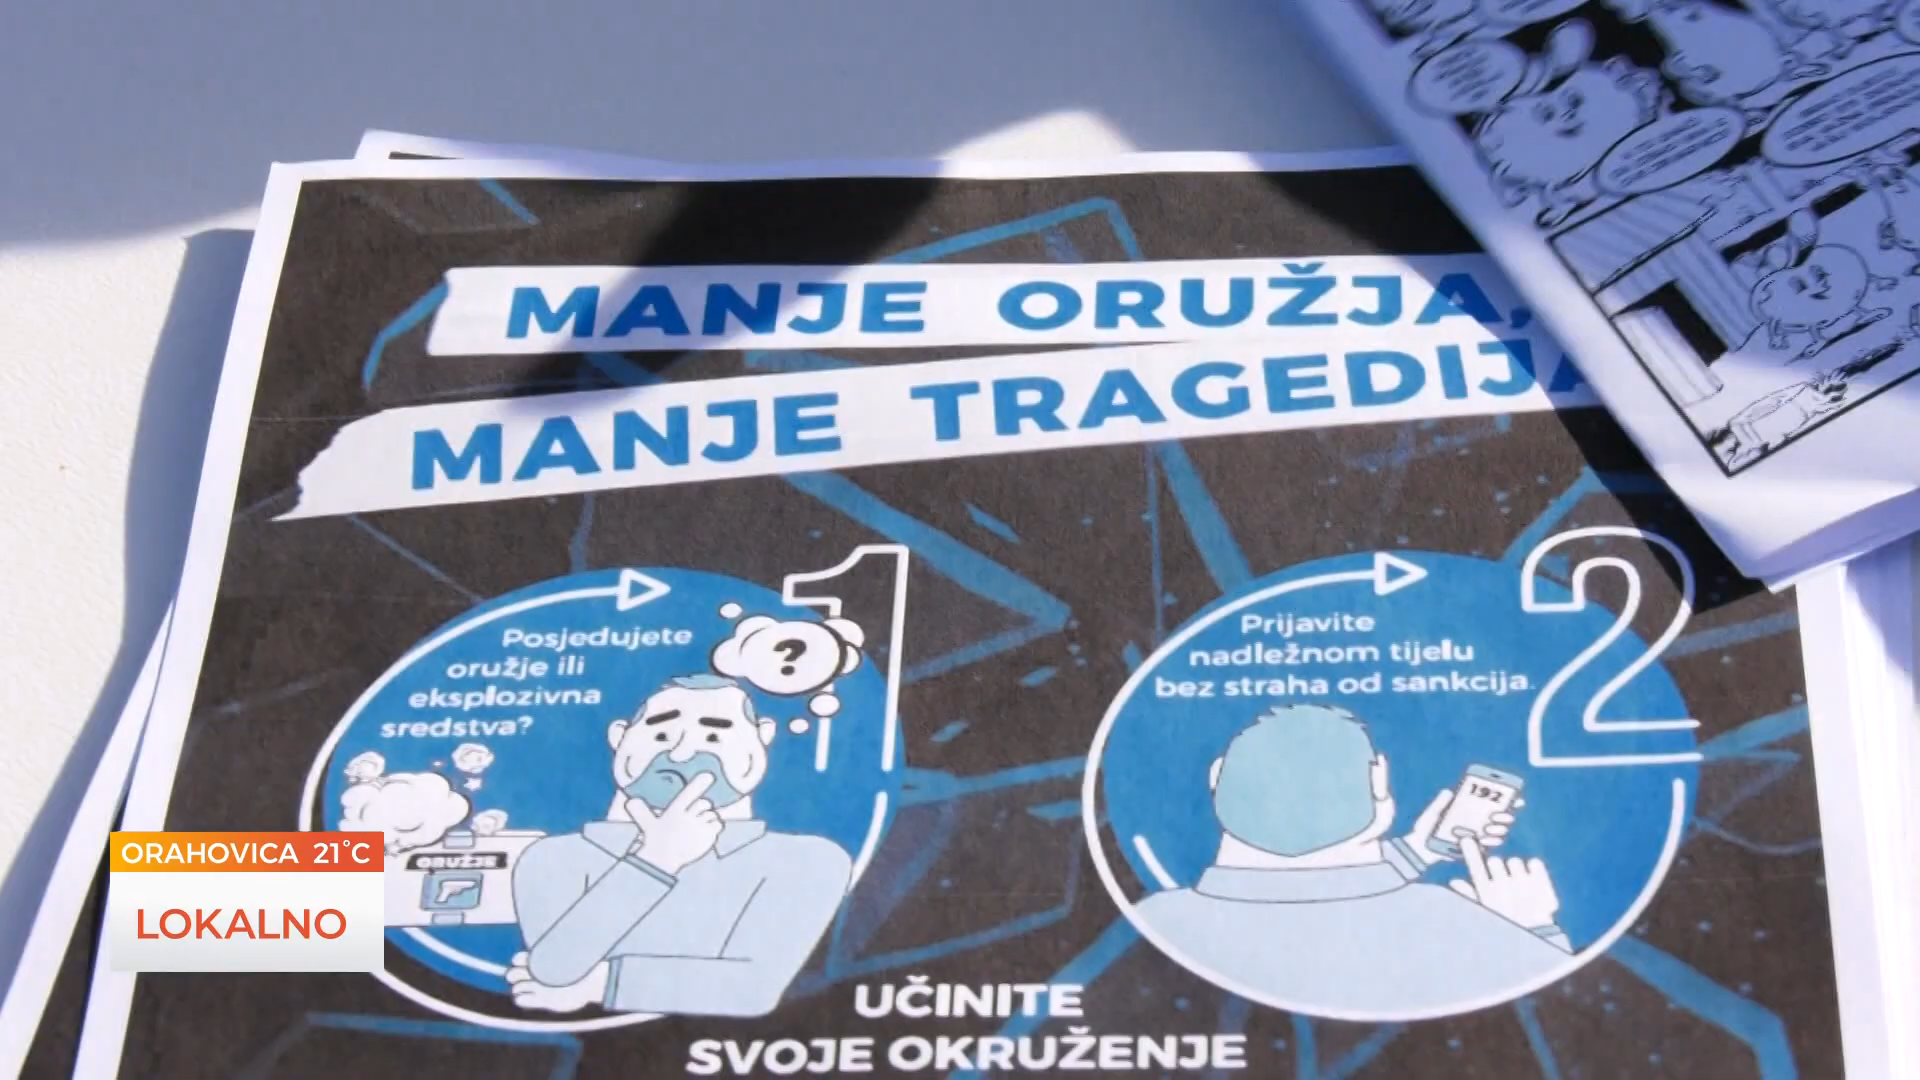 MANJE ORUŽJA,
MANJE TRAGEDIJA
1
Posjedujete
oružje ili
eksplozivna
sredstva?
?
ORUŽJE
2
Prijavite
nadležnom tijelu
bez straha od sankcija.
192
UČINITE
SVOJE OKRUŽENJE
ORAHOVICA 21°C
LOKALNO